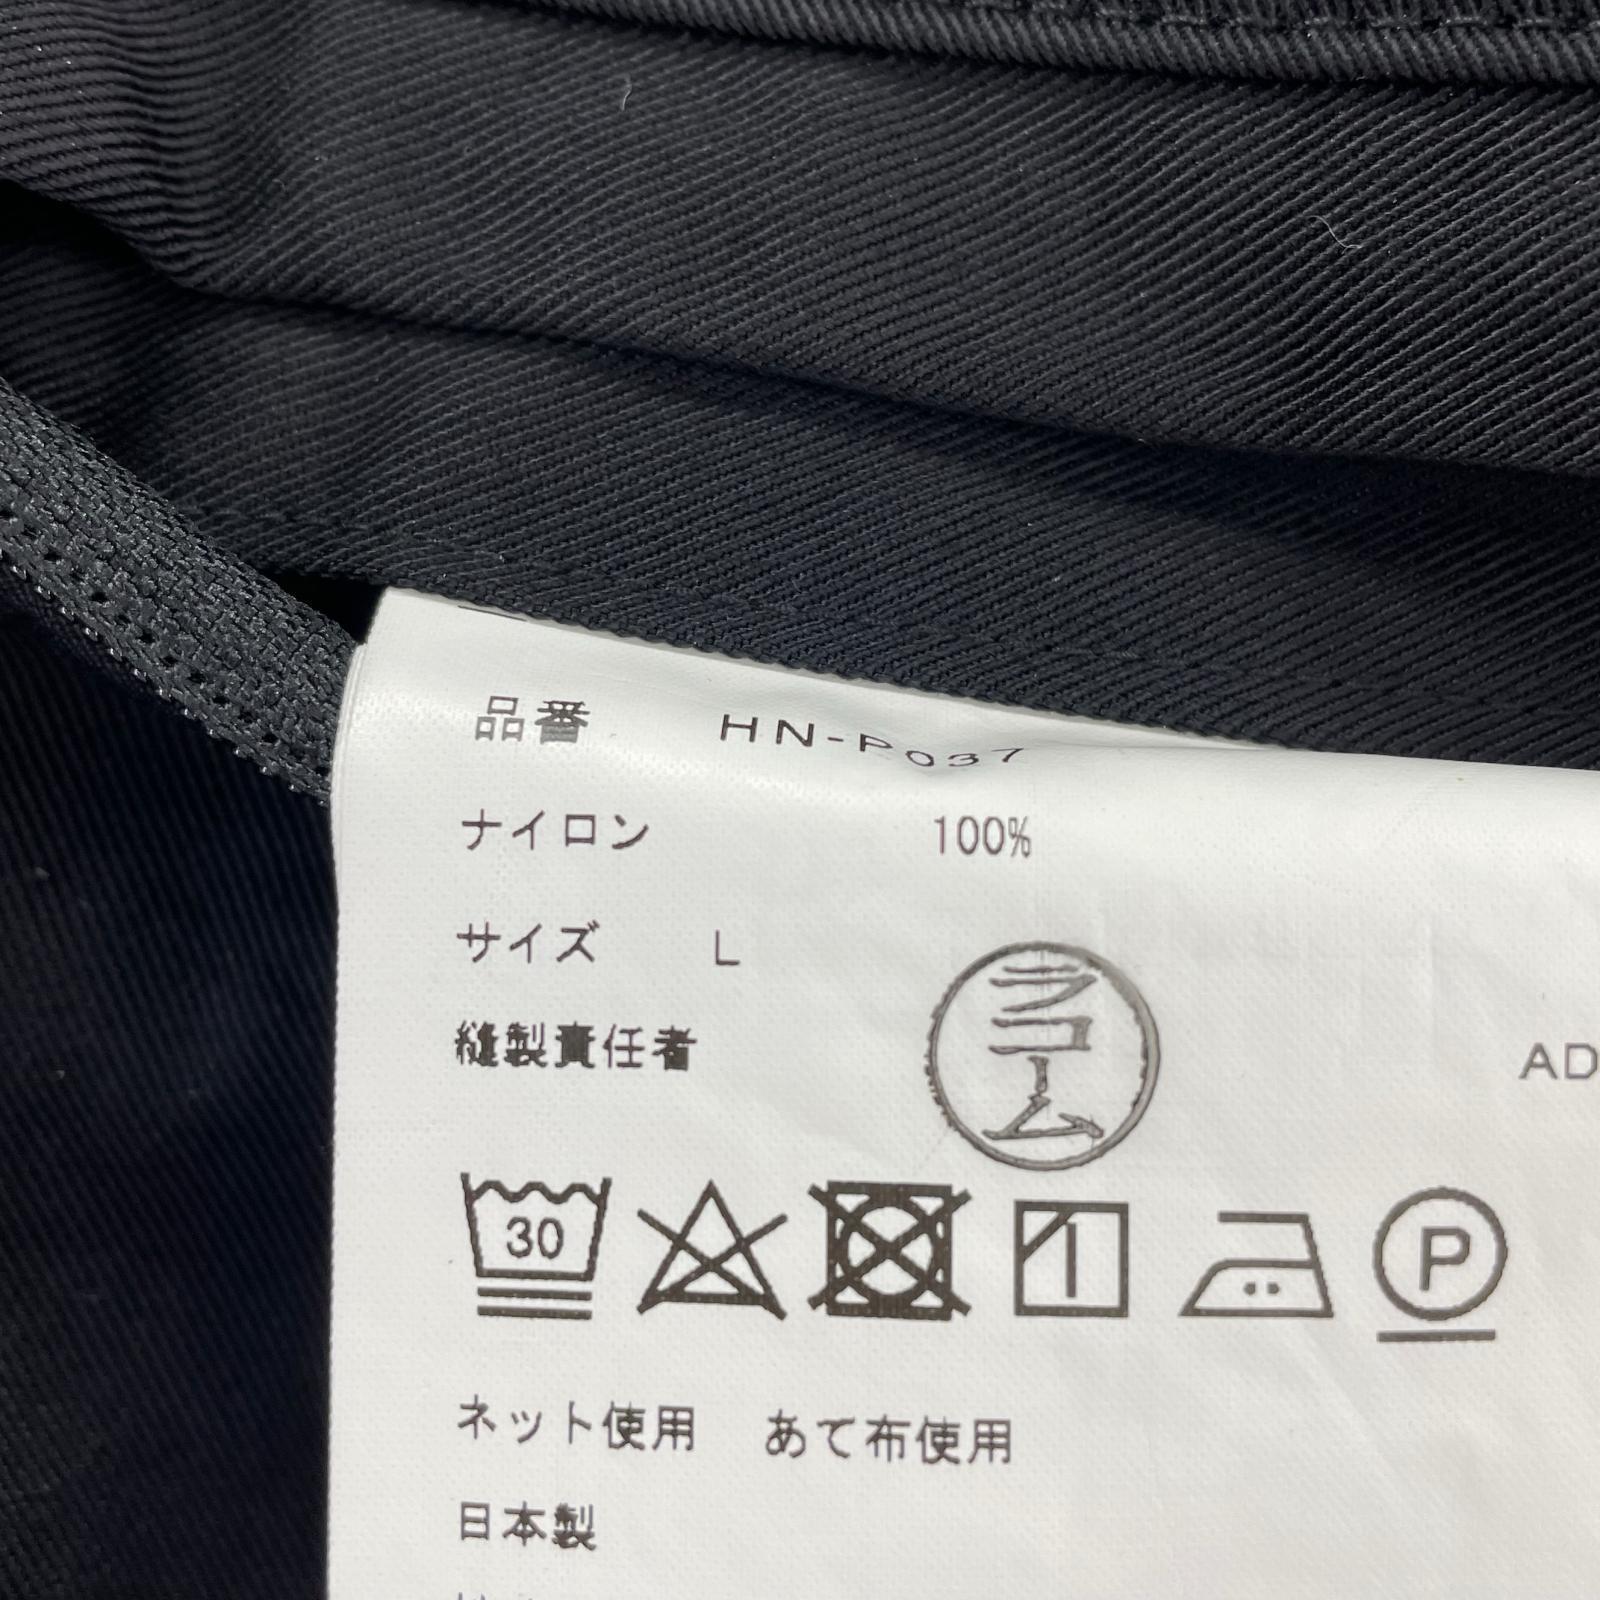 品番 HN-P037
ナイロン 100%
サイズ L
縫製責任者 ラコーム AD
30
P
ネット使用 あて布使用
日本製